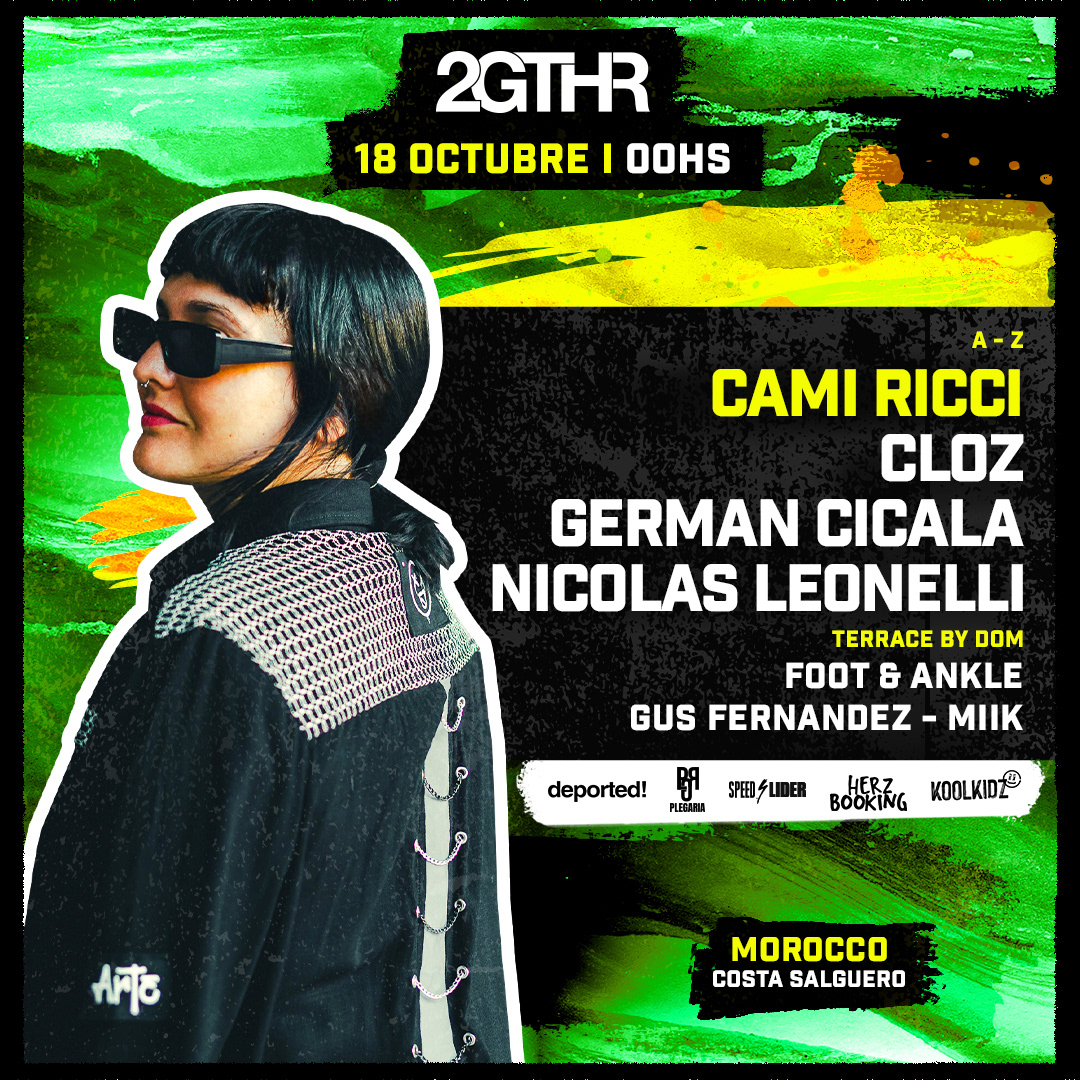 2GTHR
18 OCTUBRE | 00HS
A - Z
CAMI RICCI
CLOZ
GERMAN CICALA
NICOLAS LEONELLI
TERRACE BY DOM
FOOT & ANKLE
GUS FERNANDEZ - MIIK
deported!
PLEGARIA
SPEED SLIDER
HERZ BOOKING
KOOLKIDZ
MOROCCO
COSTA SALGUERO
Arte